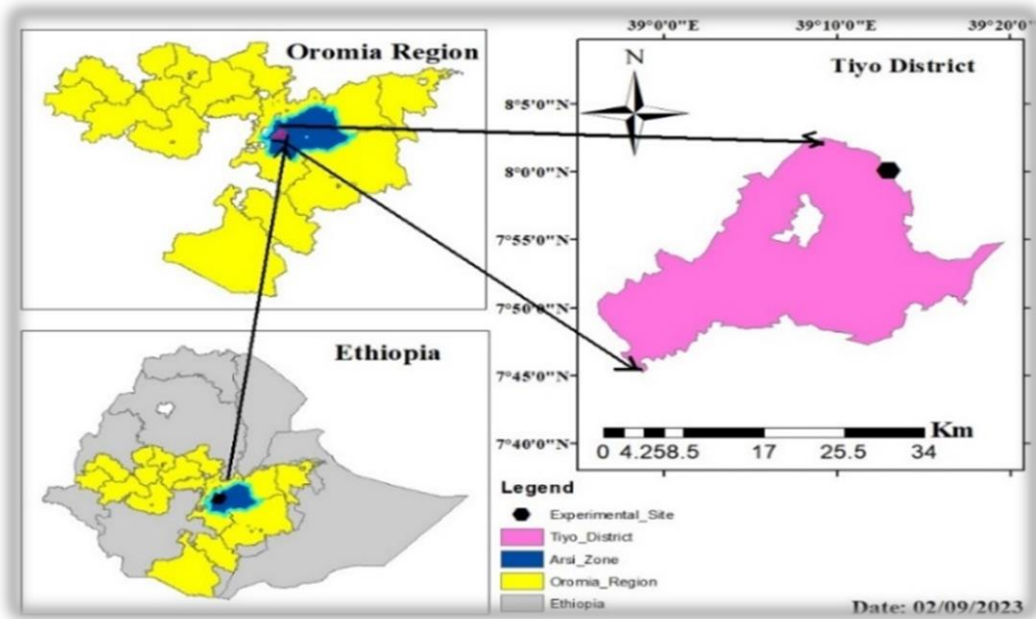 Oromia Region
39°0'0"E 39°10'0"E 39°20'0"E
Tiyo District
N
8°5'0"N
8°0'0"N
7°55'0"N
7°50'0"N
7°45'0"N
7°40'0"N
Km
0 4.258.5 17 25.5 34
Ethiopia
Legend
Experimental_Site
Tiyo_District
Arsi_Zone
Oromia_Region
Ethiopia
Date: 02/09/2023